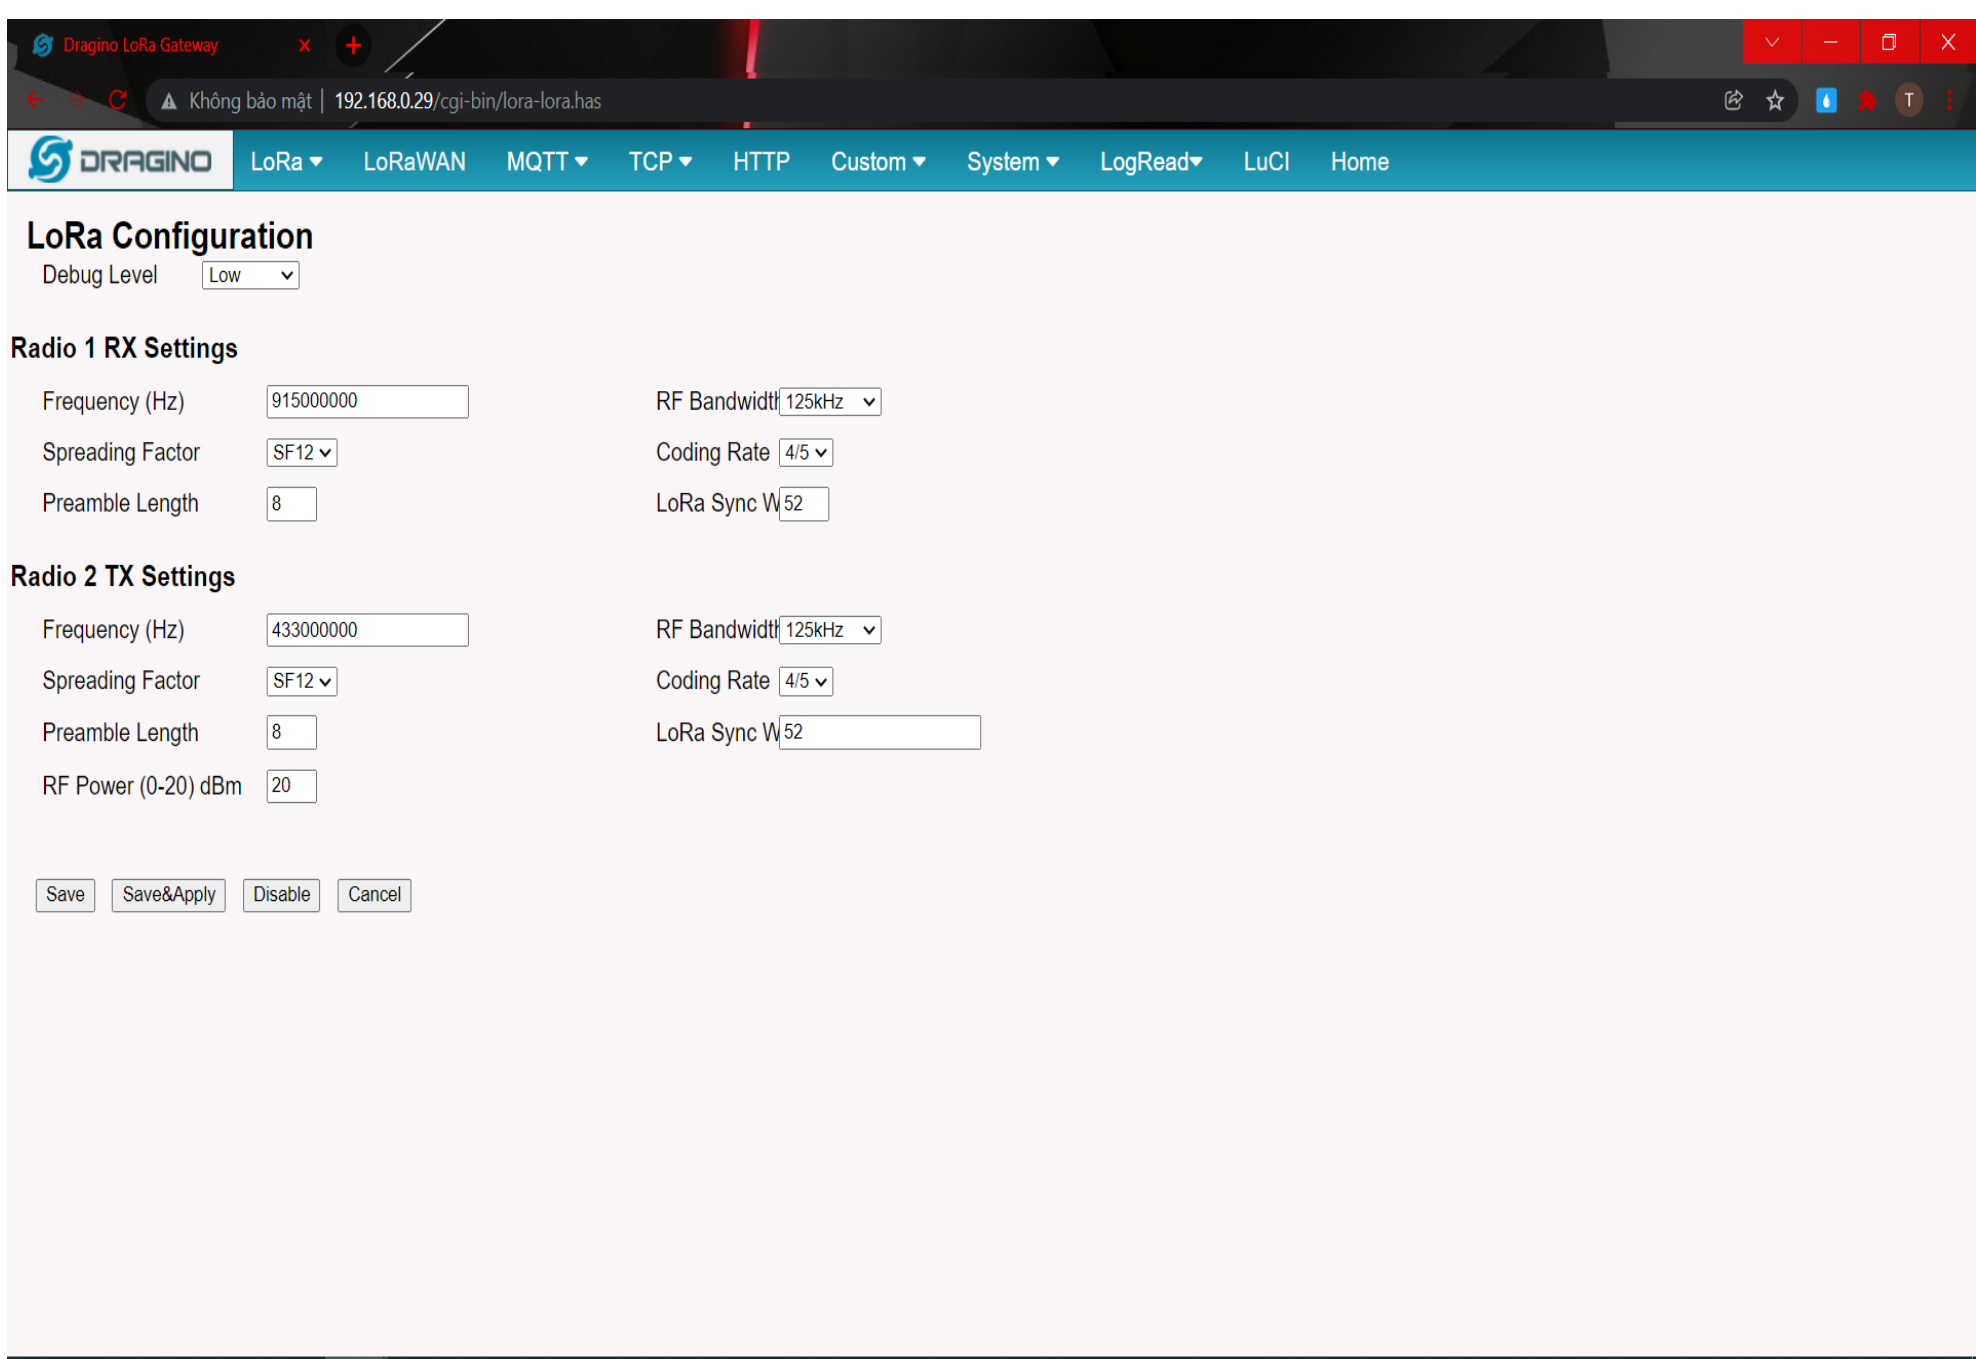 Dragino LoRa Gateway
Không bảo mật | 192.168.0.29/cgi-bin/lora-lora.has
T
DRAGINO LoRa LoRaWAN MQTT TCP HTTP Custom System LogRead LuCI Home
LoRa Configuration
Debug Level Low
Radio 1 RX Settings
Frequency (Hz) 915000000 RF Bandwidth 125kHz
Spreading Factor SF12 Coding Rate 4/5
Preamble Length 8 LoRa Sync W 52
Radio 2 TX Settings
Frequency (Hz) 433000000 RF Bandwidth 125kHz
Spreading Factor SF12 Coding Rate 4/5
Preamble Length 8 LoRa Sync W 52
RF Power (0-20) dBm 20
Save Save&Apply Disable Cancel